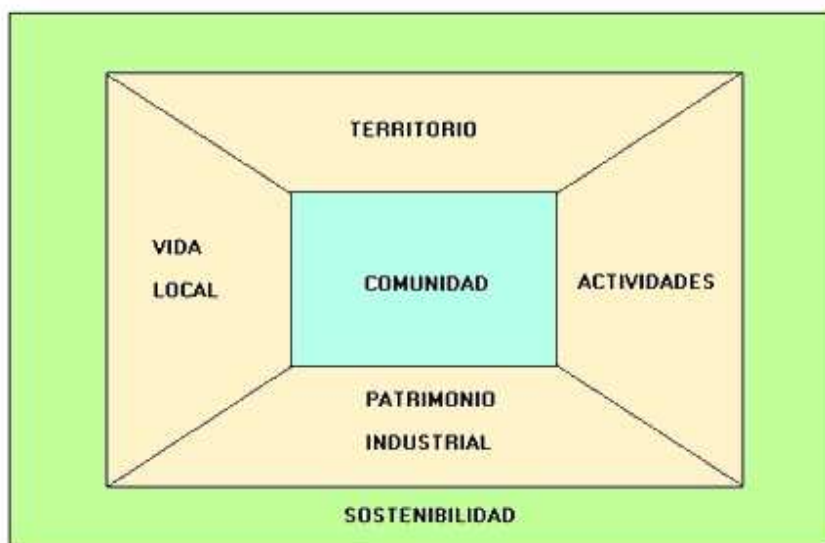 TERRITORIO
VIDA
LOCAL
COMUNIDAD
ACTIVIDADES
PATRIMONIO
INDUSTRIAL
SOSTENIBILIDAD